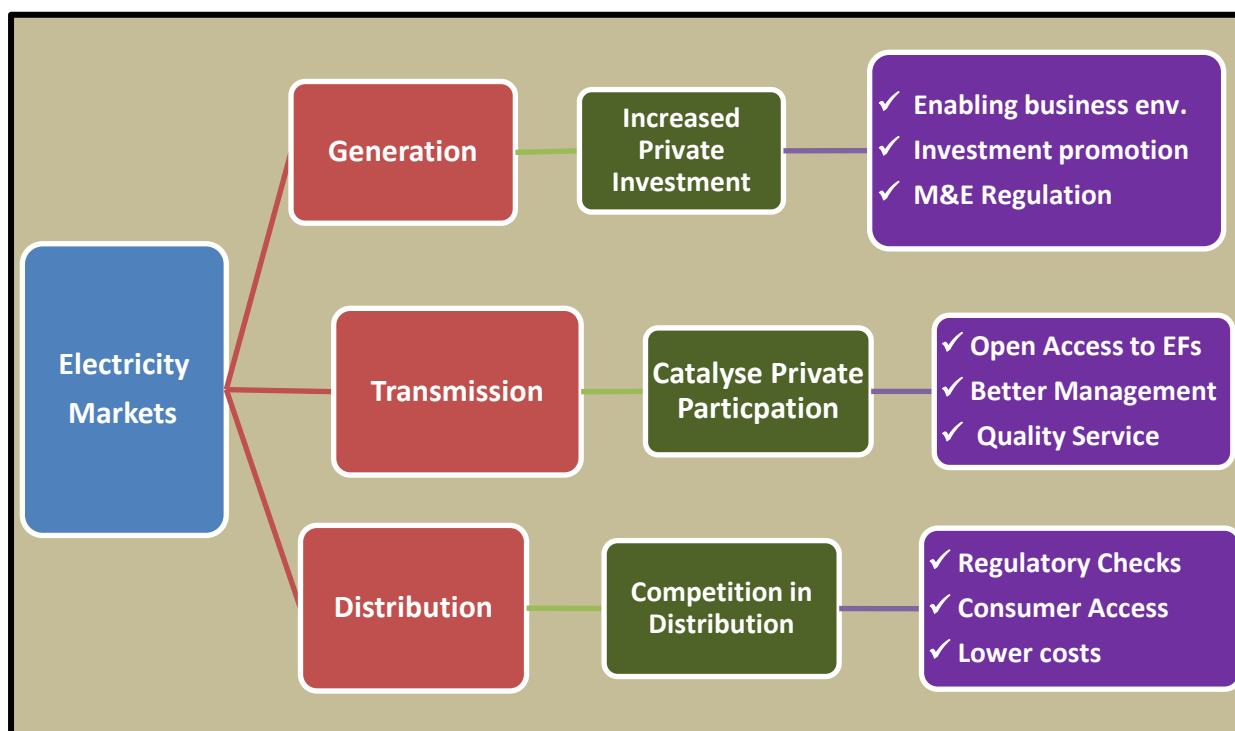 Electricity
Markets
Generation
Increased
Private
Investment
✓ Enabling business env.
✓ Investment promotion
✓ M&E Regulation
Transmission
Catalyse Private
Particpation
✓ Open Access to EFs
✓ Better Management
✓ Quality Service
Distribution
Competition in
Distribution
✓ Regulatory Checks
✓ Consumer Access
✓ Lower costs